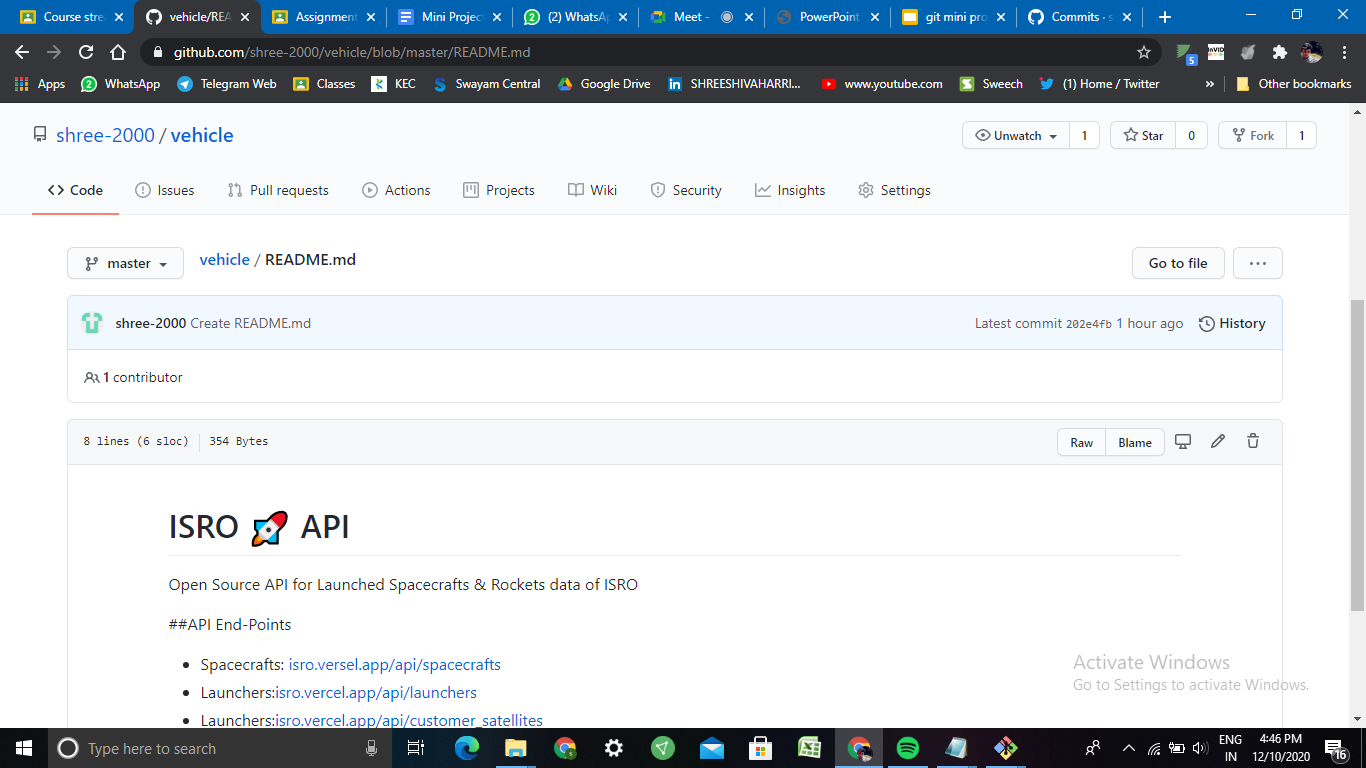 Course stre
vehicle/REA
Assignment
Mini Projec
(2) WhatsAp
Meet -
PowerPoint
git mini pro
Commits · s
github.com/shree-2000/vehicle/blob/master/README.md
5
Apps
2
WhatsApp
Telegram Web
Classes
KEC
Swayam Central
Google Drive
SHREESHIVAHARRI...
www.youtube.com
Sweech
(1) Home / Twitter
»
Other bookmarks
shree-2000 / vehicle
Unwatch 1
Star 0
Fork 1
Code
Issues
Pull requests
Actions
Projects
Wiki
Security
Insights
Settings
master
vehicle / README.md
Go to file
...
shree-2000 Create README.md
Latest commit 202e4fb 1 hour ago
History
1 contributor
8 lines (6 sloc)
354 Bytes
Raw
Blame
ISRO 🚀 API
Open Source API for Launched Spacecrafts & Rockets data of ISRO
##API End-Points
• Spacecrafts: isro.versel.app/api/spacecrafts
• Launchers:isro.vercel.app/api/launchers
• Launchers:isro.vercel.app/api/customer_satellites
Activate Windows
Go to Settings to activate Windows.
Type here to search
ENG
IN
4:46 PM
12/10/2020
16